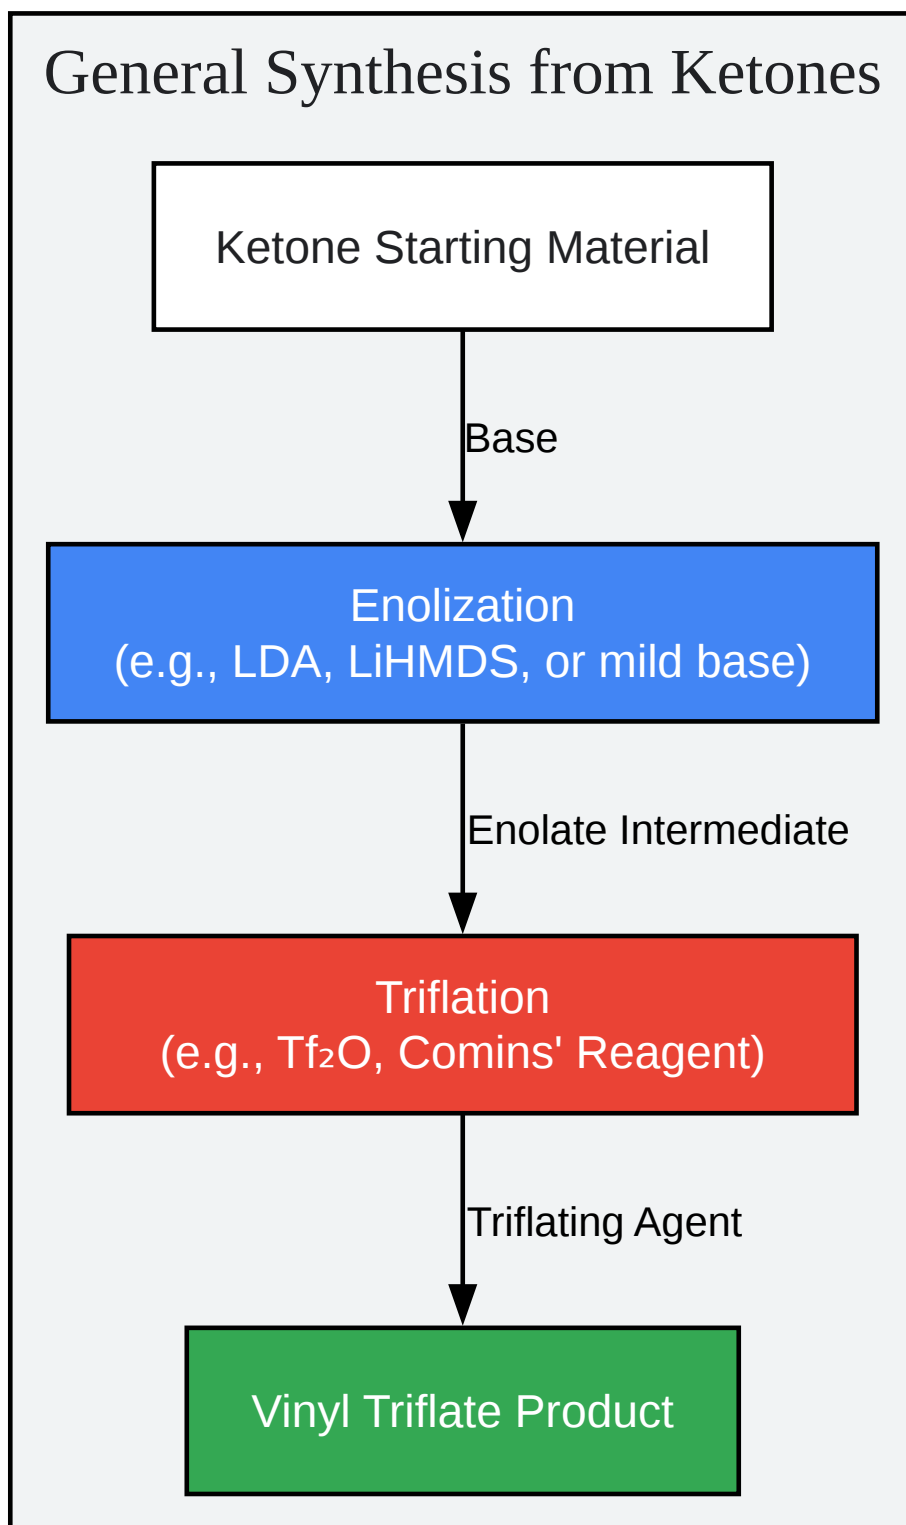 General Synthesis from Ketones
Ketone Starting Material
Base
Enolization
(e.g., LDA, LiHMDS, or mild base)
Enolate Intermediate
Triflation
(e.g., Tf₂O, Comins' Reagent)
Triflating Agent
Vinyl Triflate Product